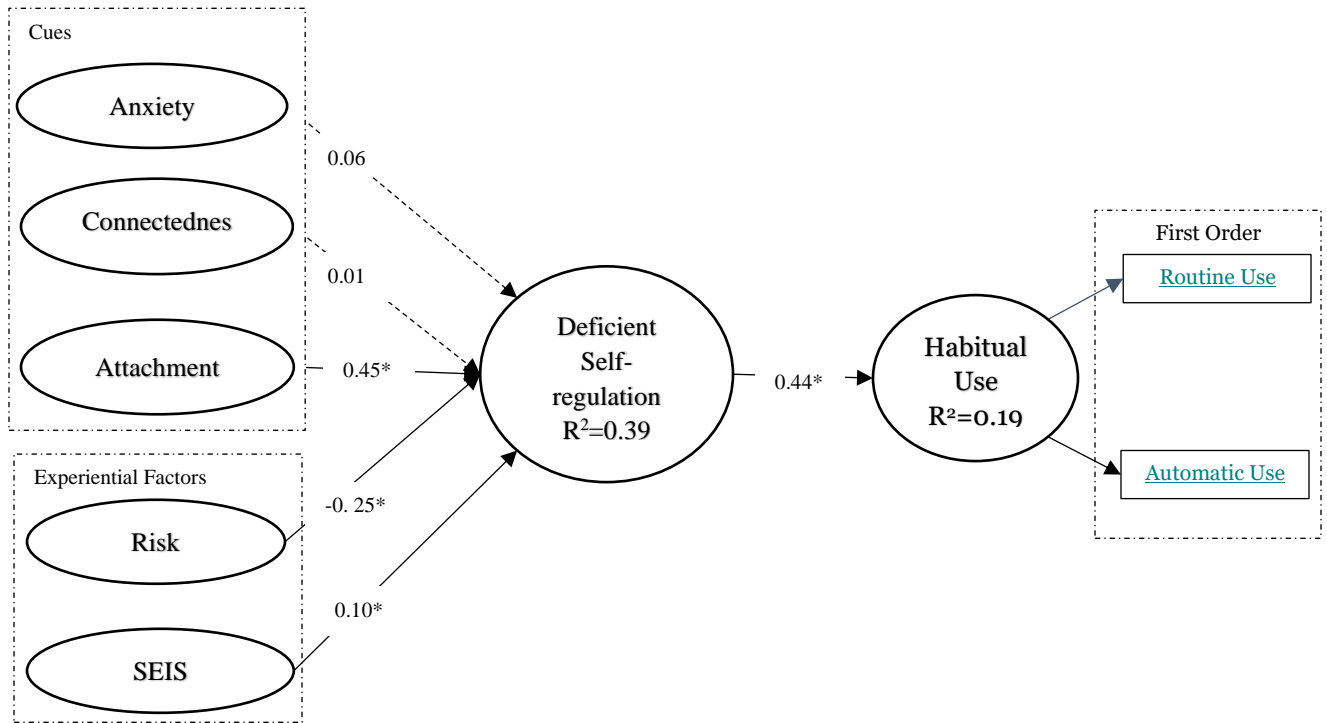 Cues
Anxiety
0.06
Connectednes
0.01
Attachment
0.45*
Experiential Factors
Risk
-0. 25*
SEIS
0.10*
Deficient
Self-
regulation
R²=0.39
0.44*
Habitual
Use
R²=0.19
First Order
Routine Use
Automatic Use